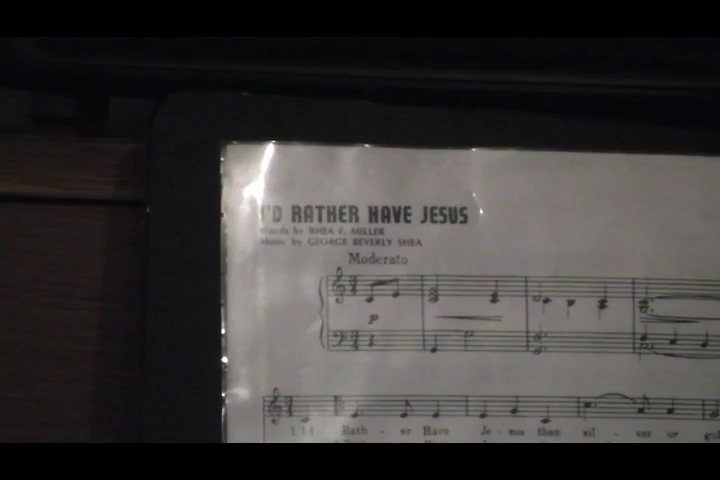 I'D RATHER HAVE JESUS
Words by RHEA F. MILLER
Music by GEORGE BEVERLY SHEA
Moderato
p
Rath - er Have Je - sus than sil - ver or